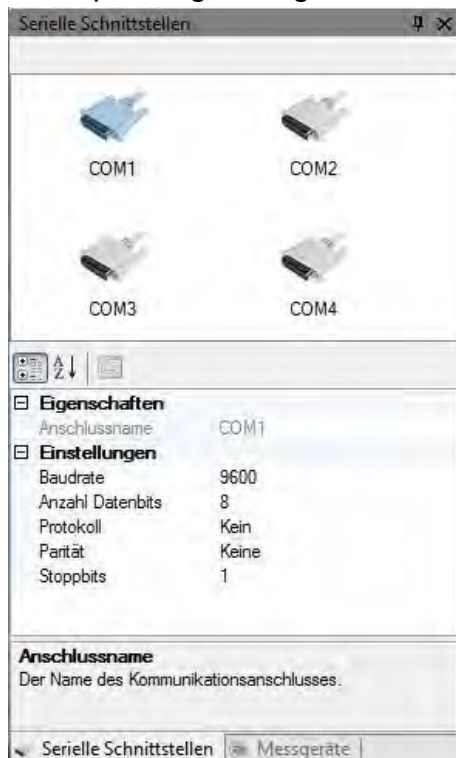 Serielle Schnittstellen
COM1 COM2
COM3 COM4
Eigenschaften
Anschlussname COM1
Einstellungen
Baudrate 9600
Anzahl Datenbits 8
Protokoll Kein
Parität Keine
Stoppbits 1
Anschlussname
Der Name des Kommunikationsanschlusses.
Serielle Schnittstellen Messgeräte